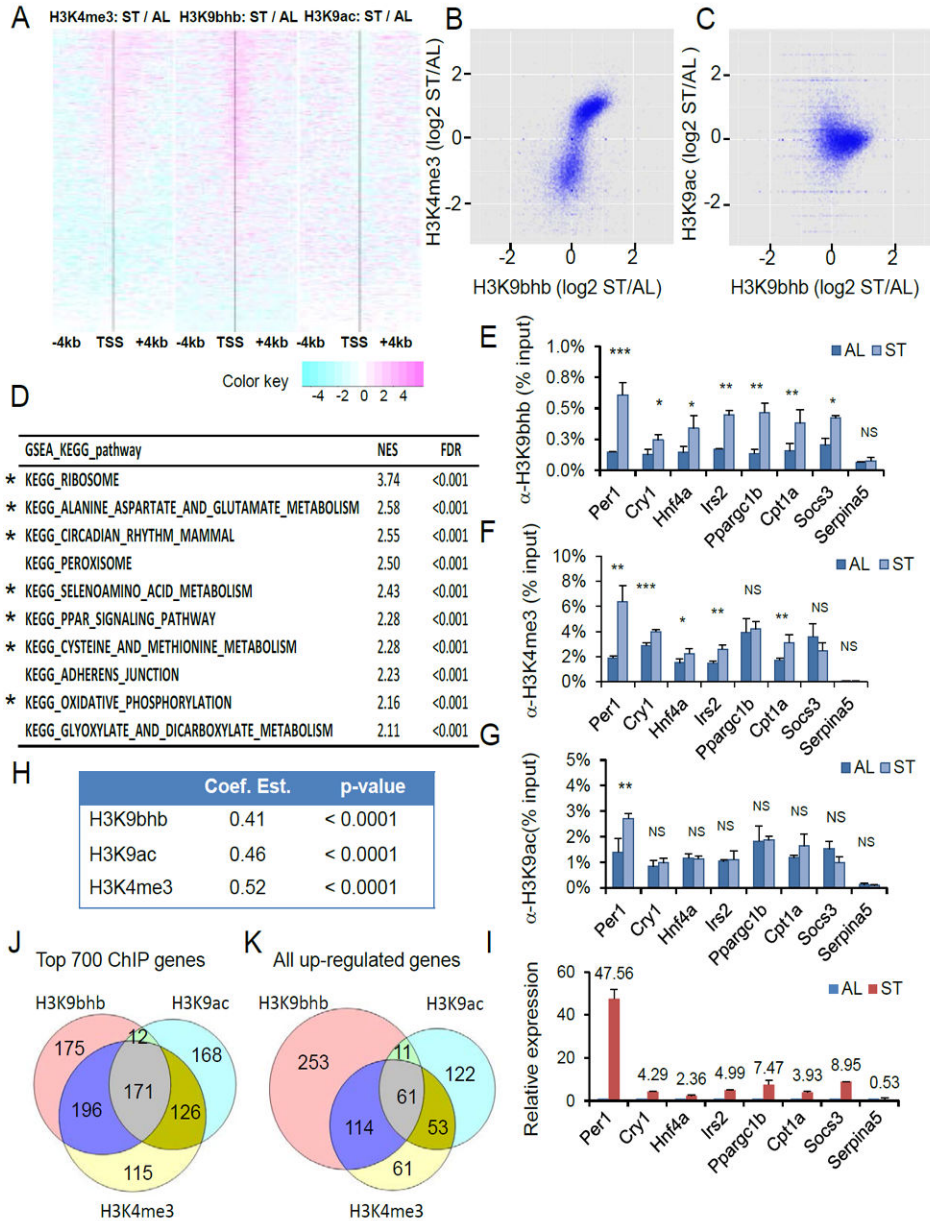 A
H3K4me3: ST / AL H3K9bhb: ST / AL H3K9ac: ST / AL
-4kb TSS +4kb -4kb TSS +4kb -4kb TSS +4kb
Color key
-4 -2 0 2 4
B
H3K4me3 (log2 ST/AL)
2
0
-2
-2 0 2
H3K9bhb (log2 ST/AL)
C
H3K9ac (log2 ST/AL )
2
0
-2
-2 0 2
H3K9bhb (log2 ST/AL)
D
GSEA_KEGG_pathway NES FDR
* KEGG_RIBOSOME 3.74 <0.001
* KEGG_ALANINE_ASPARTATE_AND_GLUTAMATE_METABOLISM 2.58 <0.001
* KEGG_CIRCADIAN_RHYTHM_MAMMAL 2.55 <0.001
KEGG_PEROXISOME 2.50 <0.001
* KEGG_SELENOAMINO_ACID_METABOLISM 2.43 <0.001
* KEGG_PPAR_SIGNALING_PATHWAY 2.28 <0.001
* KEGG_CYSTEINE_AND_METHIONINE_METABOLISM 2.28 <0.001
KEGG_ADHERENS_JUNCTION 2.23 <0.001
* KEGG_OXIDATIVE_PHOSPHORYLATION 2.16 <0.001
KEGG_GLYOXYLATE_AND_DICARBOXYLATE_METABOLISM 2.11 <0.001
E
α-H3K9bhb (% input)
AL ST
1.0%
0.8%
0.5%
0.3%
0.0%
*** * * ** ** ** * NS
Per1 Cry1 Hnf4a Irs2 Ppargc1b Cpt1a Socs3 Serpina5
F
α-H3K4me3 (% input)
AL ST
10%
8%
6%
4%
2%
0%
** *** * ** NS ** NS NS
Per1 Cry1 Hnf4a Irs2 Ppargc1b Cpt1a Socs3 Serpina5
G
α-H3K9ac(% input)
AL ST
5%
4%
3%
2%
1%
0%
** NS NS NS NS NS NS NS
Per1 Cry1 Hnf4a Irs2 Ppargc1b Cpt1a Socs3 Serpina5
H
Coef. Est. p-value
H3K9bhb 0.41 < 0.0001
H3K9ac 0.46 < 0.0001
H3K4me3 0.52 < 0.0001
J
Top 700 ChIP genes
H3K9bhb H3K9ac
175 12 168
171
196 126
115
H3K4me3
K
All up-regulated genes
H3K9bhb
H3K9ac
253 11 122
61
114 53
61
H3K4me3
I
Relative expression
AL ST
60
40
20
0
47.56 4.29 2.36 4.99 7.47 3.93 8.95 0.53
Per1 Cry1 Hnf4a Irs2 Ppargc1b Cpt1a Socs3 Serpina5